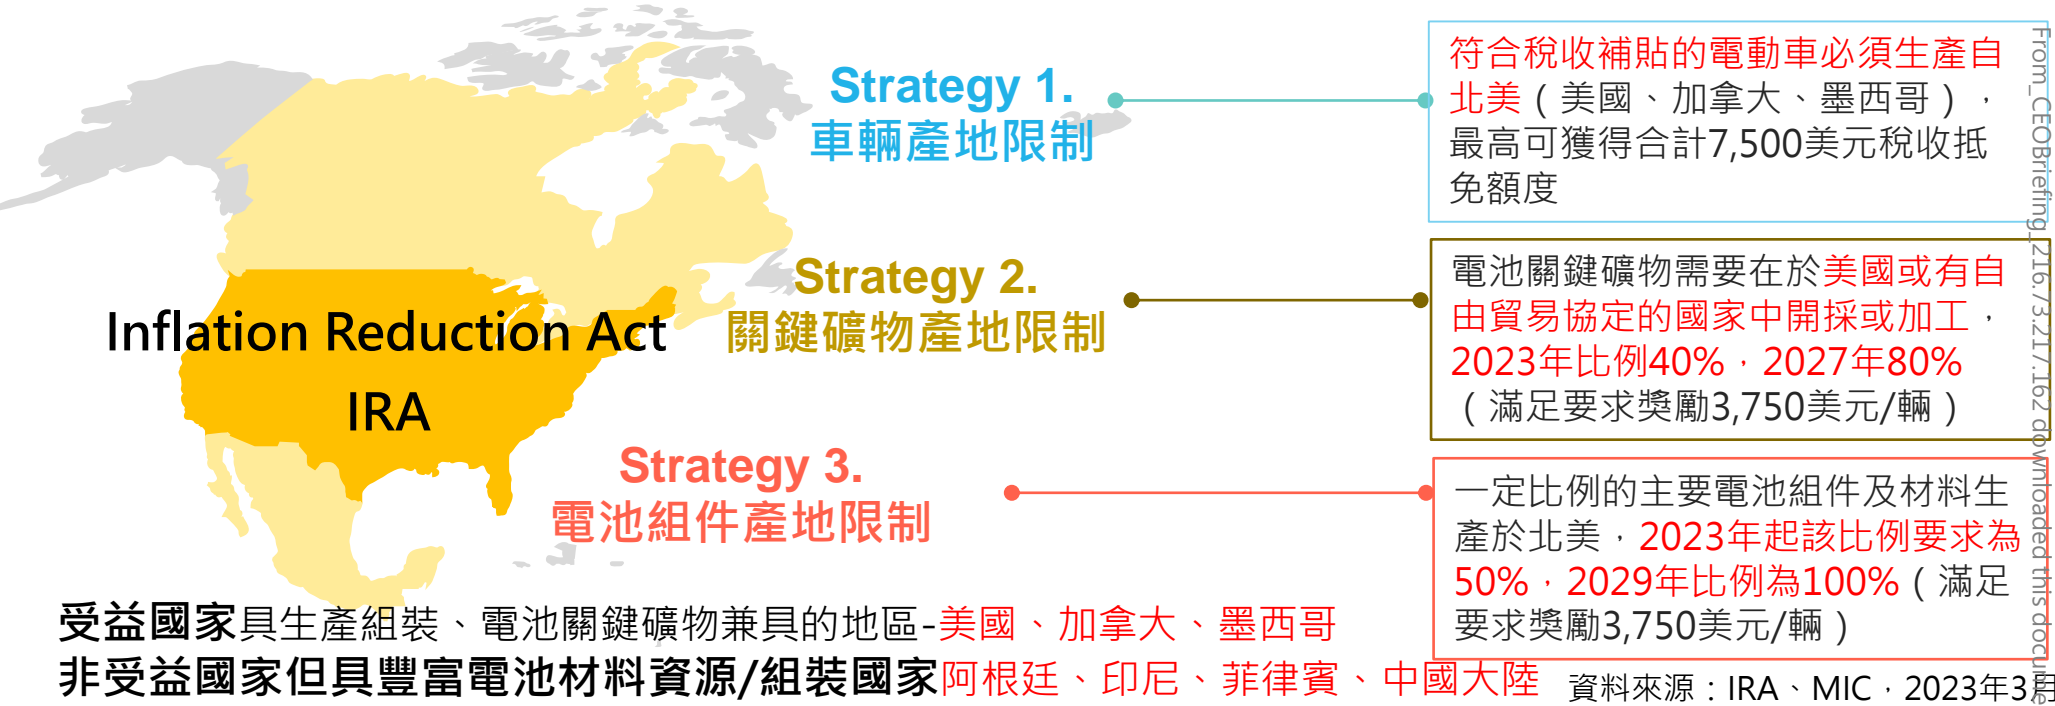 Strategy 1.
車輛產地限制
符合稅收補貼的電動車必須生產自
北美（美國、加拿大、墨西哥），
最高可獲得合計7,500美元稅收抵
免額度
Strategy 2.
關鍵礦物產地限制
電池關鍵礦物需要在於美國或有自
由貿易協定的國家中開採或加工，
2023年比例40%，2027年80%
（滿足要求獎勵3,750美元/輛）
Inflation Reduction Act
IRA
Strategy 3.
電池組件產地限制
一定比例的主要電池組件及材料生
產於北美，2023年起該比例要求為
50%，2029年比例為100%（滿足
要求獎勵3,750美元/輛）
受益國家具生產組裝、電池關鍵礦物兼具的地區-美國、加拿大、墨西哥
非受益國家但具豐富電池材料資源/組裝國家阿根廷、印尼、菲律賓、中國大陸
資料來源：IRA、MIC，2023年3月
From_CEOBriefing_216.73.217.162 downloaded this docume